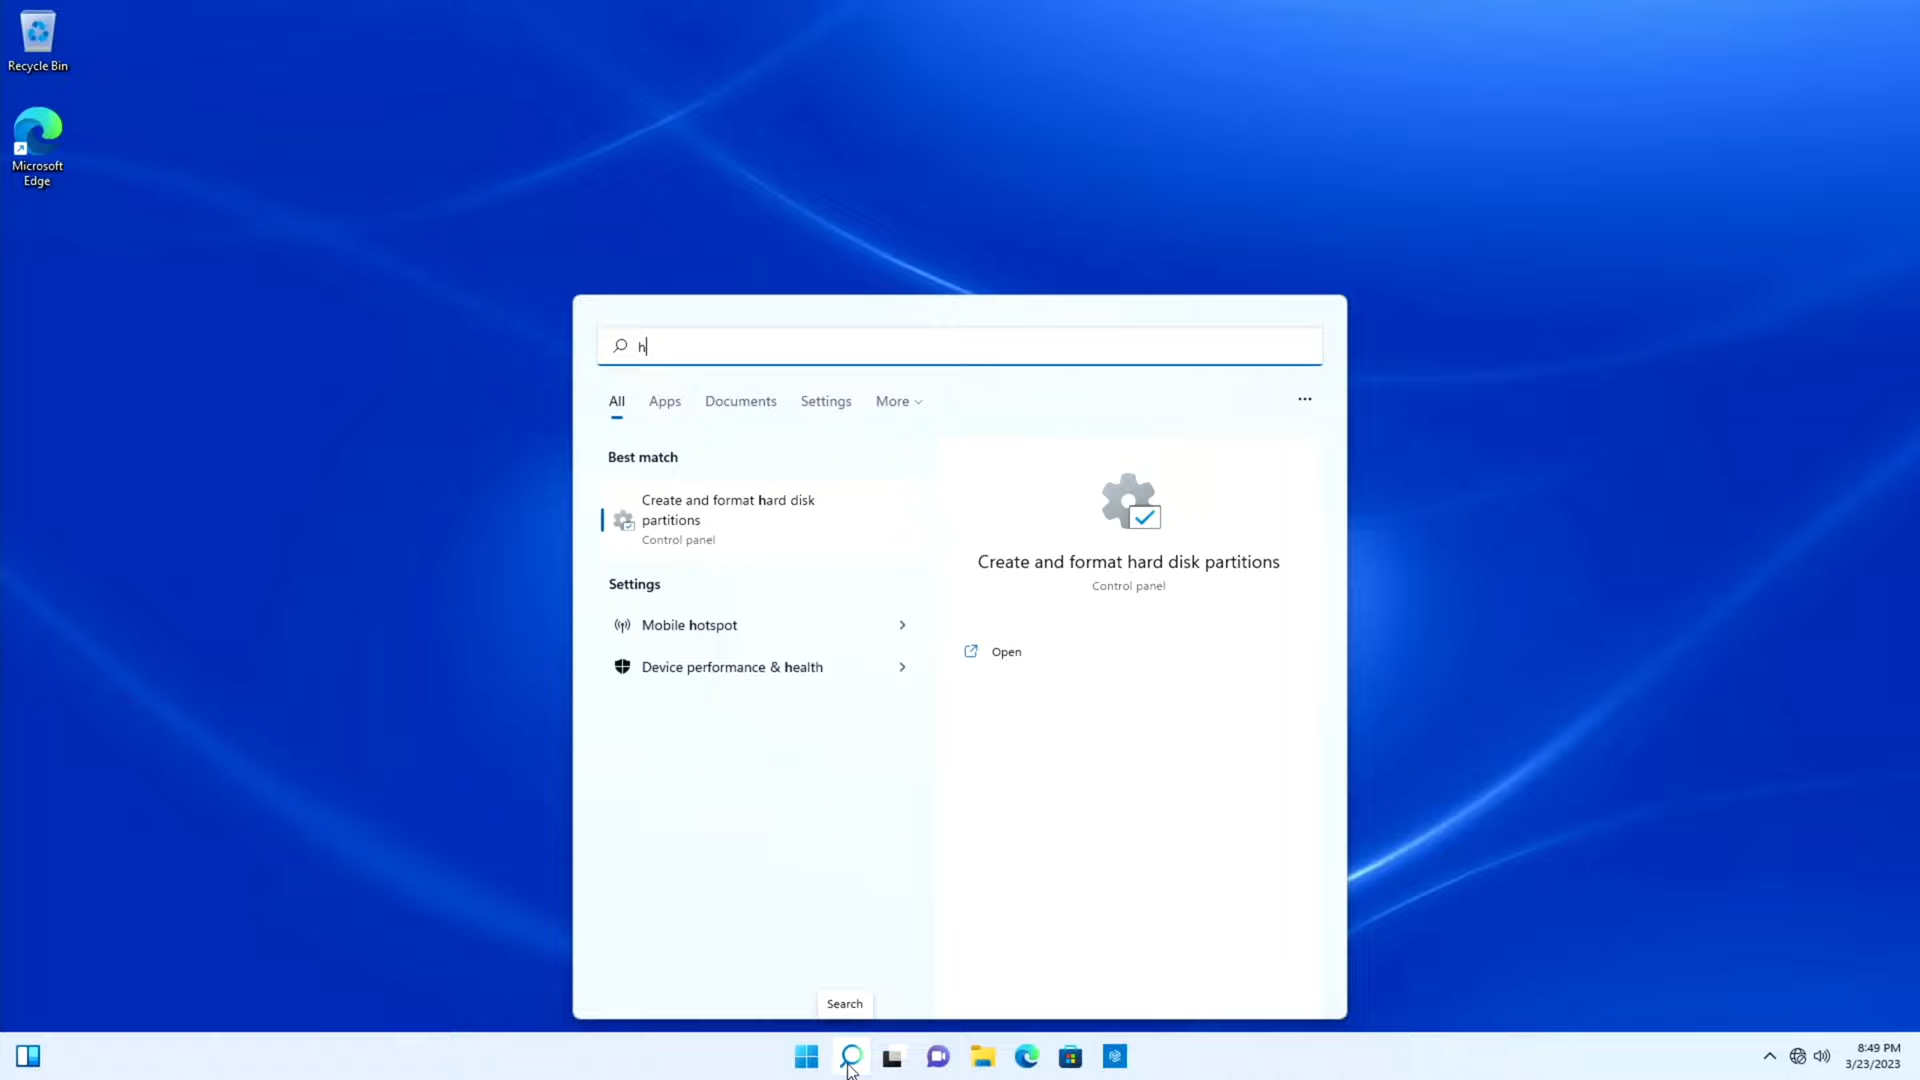 Recycle Bin
Microsoft
Edge
h
All Apps Documents Settings More
Best match
Create and format hard disk
partitions
Control panel
Settings
Mobile hotspot
Device performance & health
Create and format hard disk partitions
Control panel
Open
Search
8:49 PM
3/23/2023